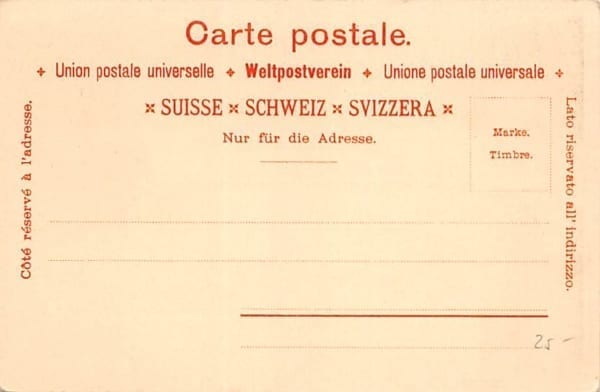 Carte postale.
✢ Union postale universelle ✢ Weltpostverein ✢ Unione postale universale ✢
✕ SUISSE ✕ SCHWEIZ ✕ SVIZZERA ✕
Nur für die Adresse.
Marke.
Timbre.
Côté réservé à l'adresse.
Lato riservato all' indirizzo.
25 -